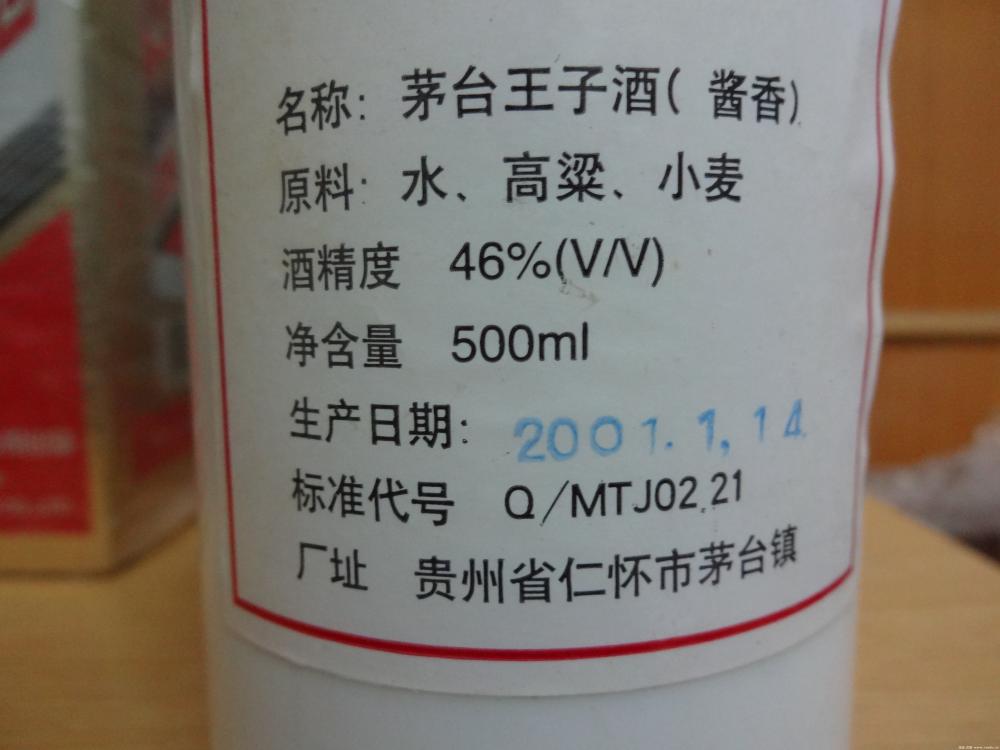 名称：茅台王子酒( 酱香)
原料：水、高粱、小麦
酒精度 46%(V/V)
净含量 500ml
生产日期：2001.1,14
标准代号 Q/MTJ02.21
厂址 贵州省仁怀市茅台镇